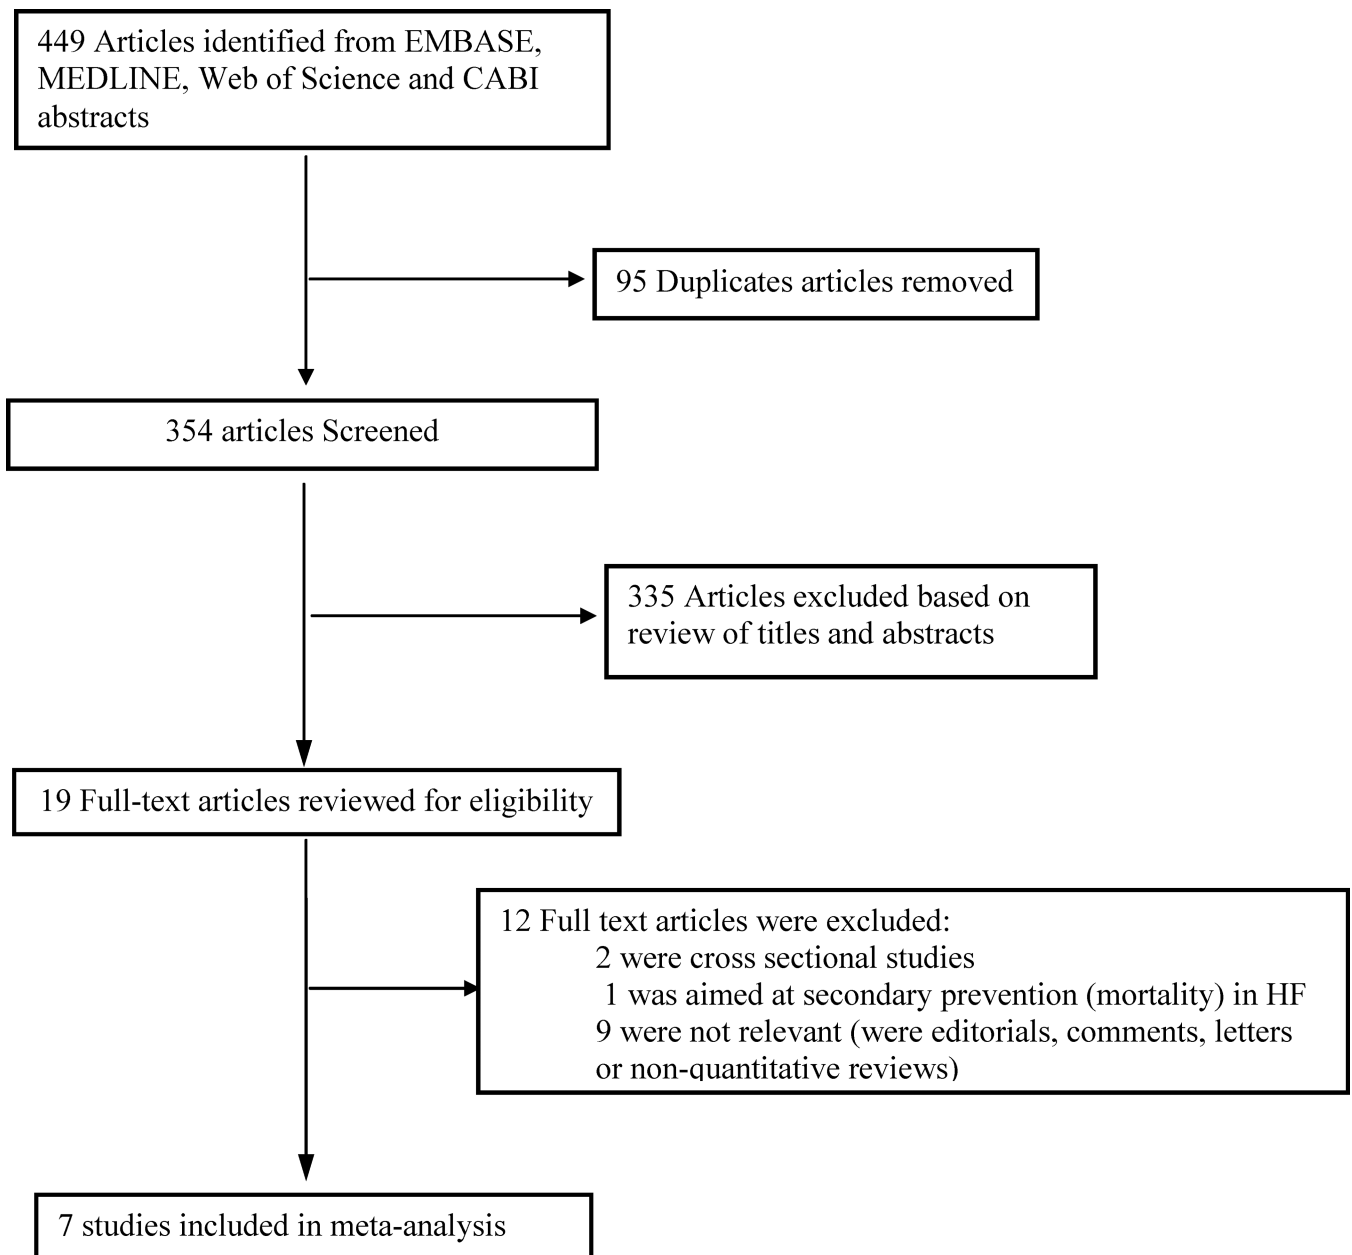 449 Articles identified from EMBASE,
MEDLINE, Web of Science and CABI
abstracts
95 Duplicates articles removed
354 articles Screened
335 Articles excluded based on
review of titles and abstracts
19 Full-text articles reviewed for eligibility
12 Full text articles were excluded:
2 were cross sectional studies
1 was aimed at secondary prevention (mortality) in HF
9 were not relevant (were editorials, comments, letters
or non-quantitative reviews)
7 studies included in meta-analysis